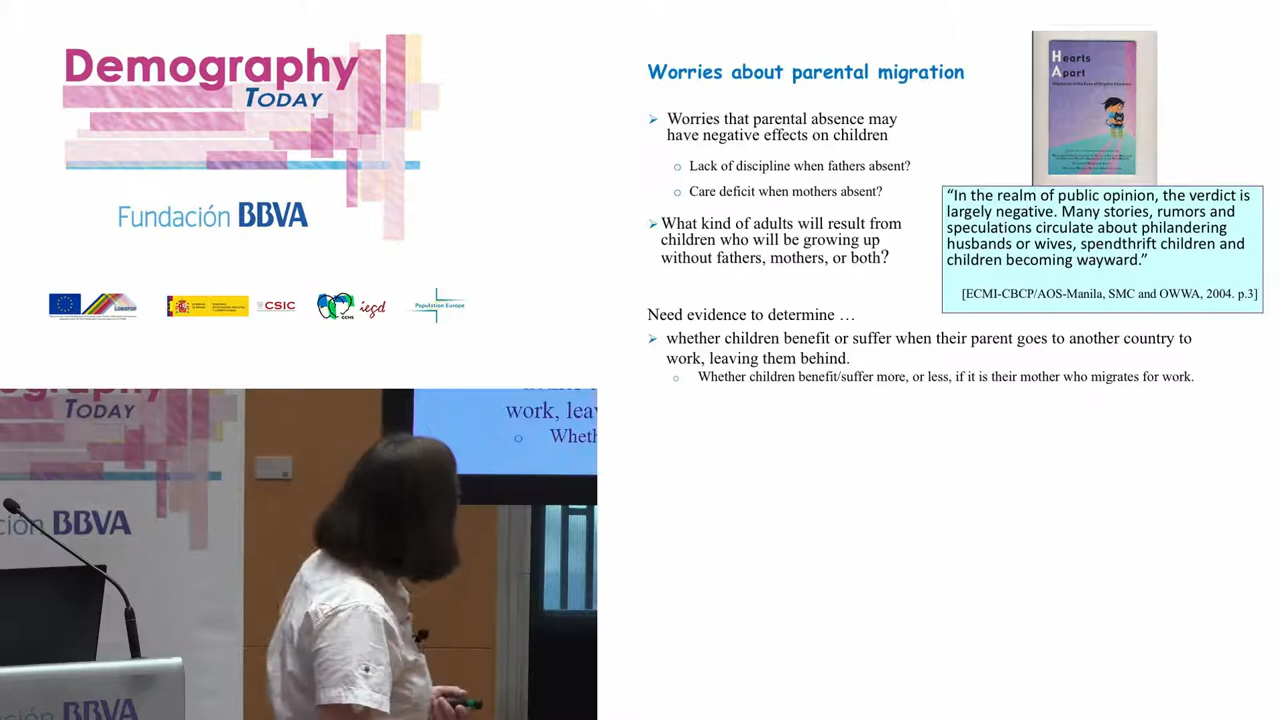 Demography
TODAY
Fundación BBVA
CSIC
iegd
Population Europe
TODAY
ción BBVA
BBVA
work, leav
o Wheth
Worries about parental migration
Hearts
Apart
➢ Worries that parental absence may
have negative effects on children
o Lack of discipline when fathers absent?
o Care deficit when mothers absent?
➢ What kind of adults will result from
children who will be growing up
without fathers, mothers, or both?
“In the realm of public opinion, the verdict is
largely negative. Many stories, rumors and
speculations circulate about philandering
husbands or wives, spendthrift children and
children becoming wayward.”
[ECMI-CBCP/AOS-Manila, SMC and OWWA, 2004. p.3]
Need evidence to determine …
➢ whether children benefit or suffer when their parent goes to another country to
work, leaving them behind.
o Whether children benefit/suffer more, or less, if it is their mother who migrates for work.